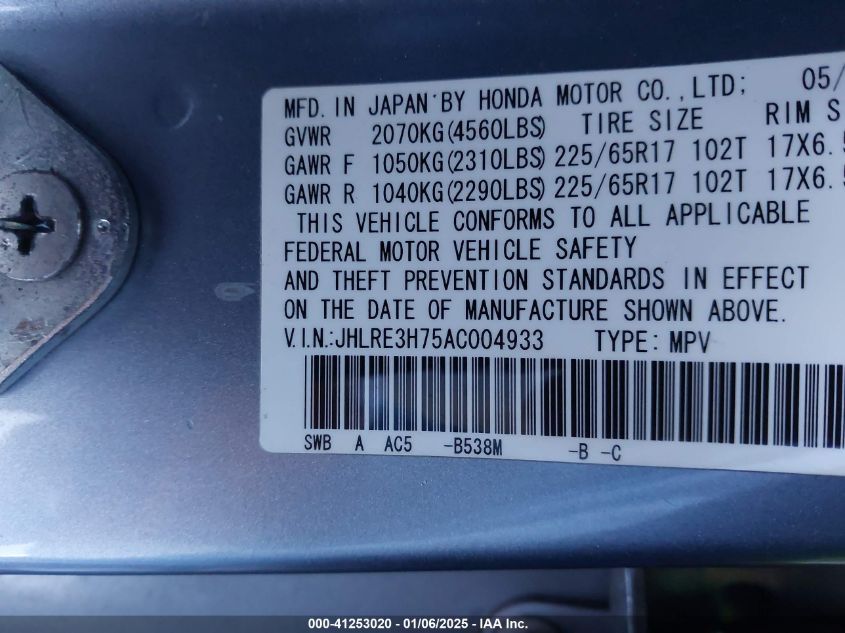 MFD. IN JAPAN BY HONDA MOTOR CO.,LTD; 05/
GVWR 2070KG(4560LBS) TIRE SIZE RIM S
GAWR F 1050KG(2310LBS) 225/65R17 102T 17X6.5
GAWR R 1040KG(2290LBS) 225/65R17 102T 17X6.5
THIS VEHICLE CONFORMS TO ALL APPLICABLE
FEDERAL MOTOR VEHICLE SAFETY
AND THEFT PREVENTION STANDARDS IN EFFECT
ON THE DATE OF MANUFACTURE SHOWN ABOVE.
V.I.N.:JHLRE3H75AC004933 TYPE: MPV
SWB A AC5 -B538M -B -C
000-41253020 - 01/06/2025 - IAA Inc.